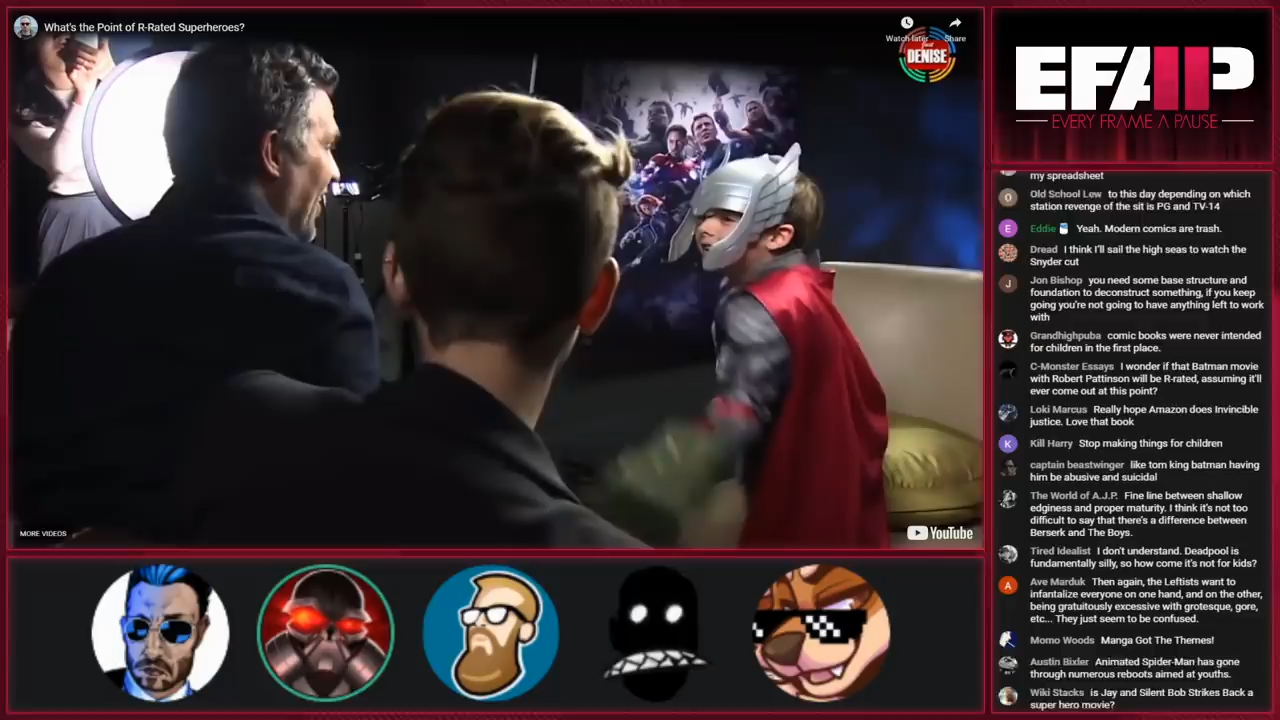 What's the Point of R-Rated Superheroes?
Watch later
Share
Just
DENISE
MORE VIDEOS
YouTube
EFAP
EVERY FRAME A PAUSE
my spreadsheet
Old School Lew to this day depending on which
station revenge of the sit is PG and TV-14
Eddie Yeah. Modern comics are trash.
Dread I think I'll sail the high seas to watch the
Snyder cut
Jon Bishop you need some base structure and
foundation to deconstruct something, if you keep
going you're not going to have anything left to work
with
Grandhighpuba comic books were never intended
for children in the first place.
C-Monster Essays I wonder if that Batman movie
with Robert Pattinson will be R-rated, assuming it'll
ever come out at this point?
Loki Marcus Really hope Amazon does Invincible
justice. Love that book
K
Kill Harry Stop making things for children
captain beastwinger like tom king batman having
him be abusive and suicidal
The World of A.J.P. Fine line between shallow
edginess and proper maturity. I think it's not too
difficult to say that there's a difference between
Berserk and The Boys.
Tired Idealist I don't understand. Deadpool is
fundamentally silly, so how come it's not for kids?
Ave Marduk Then again, the Leftists want to
infantalize everyone on one hand, and on the other,
being gratuitously excessive with grotesque, gore,
etc... They just seem to be confused.
Momo Woods Manga Got The Themes!
Austin Bixler Animated Spider-Man has gone
through numerous reboots aimed at youths.
Wiki Stacks is Jay and Silent Bob Strikes Back a
super hero movie?